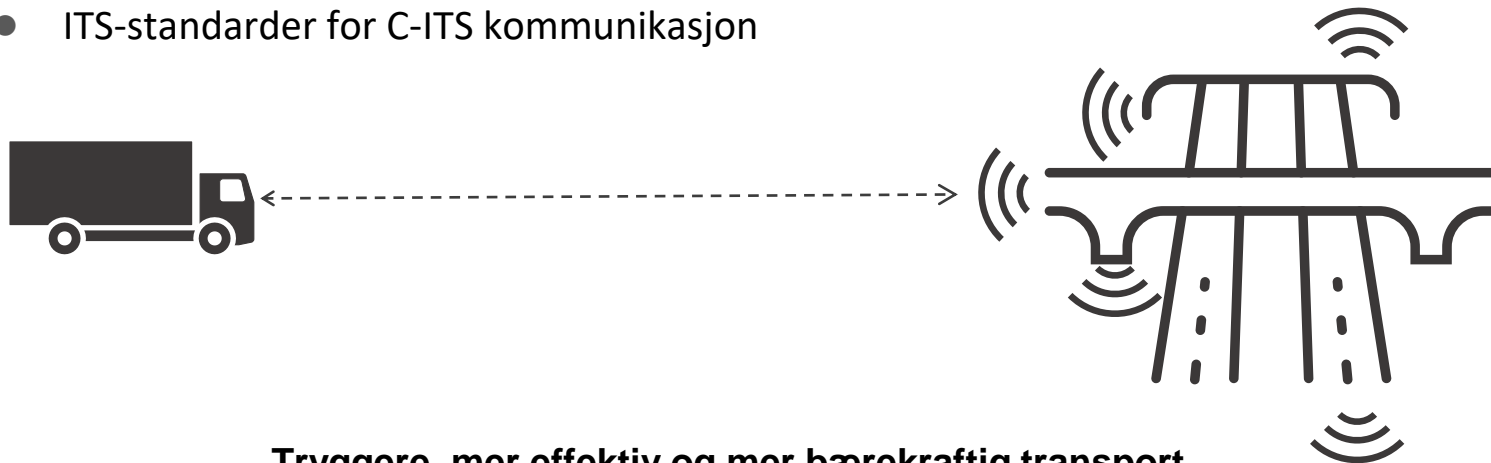 ITS-standarder for C-ITS kommunikasjon
Tryggere, mer effektiv og mer bærekraftig transport